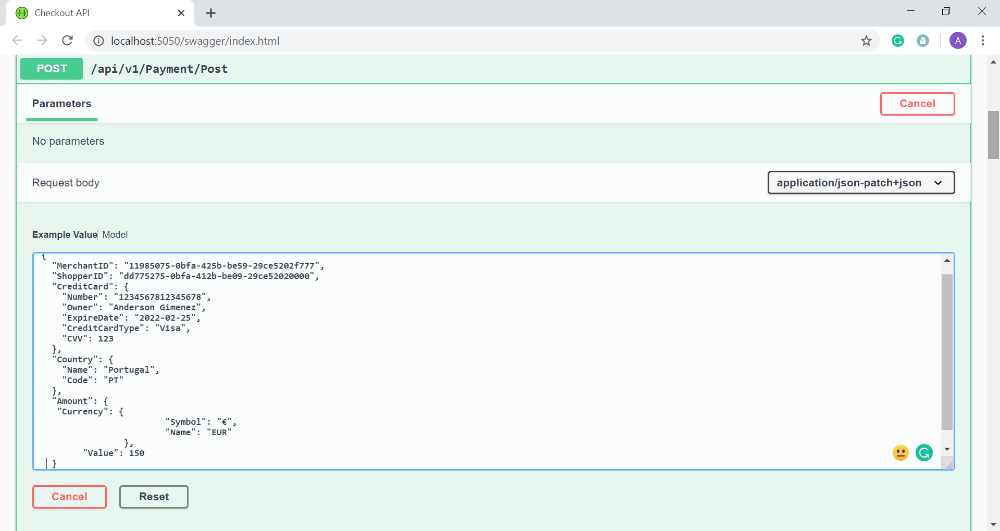 Checkout API
localhost:5050/swagger/index.html
A
POST /api/v1/Payment/Post
Parameters
Cancel
No parameters
Request body
application/json-patch+json
Example Value Model
{
"MerchantID": "11985075-0bfa-425b-be59-29ce5202f777",
"ShopperID": "dd775275-0bfa-412b-be09-29ce52020000",
"CreditCard": {
"Number": "1234567812345678",
"Owner": "Anderson Gimenez",
"ExpireDate": "2022-02-25",
"CreditCardType": "Visa",
"CVV": 123
},
"Country": {
"Name": "Portugal",
"Code": "PT"
},
"Amount": {
"Currency": {
"Symbol": "€",
"Name": "EUR"
},
"Value": 150
}
Cancel Reset